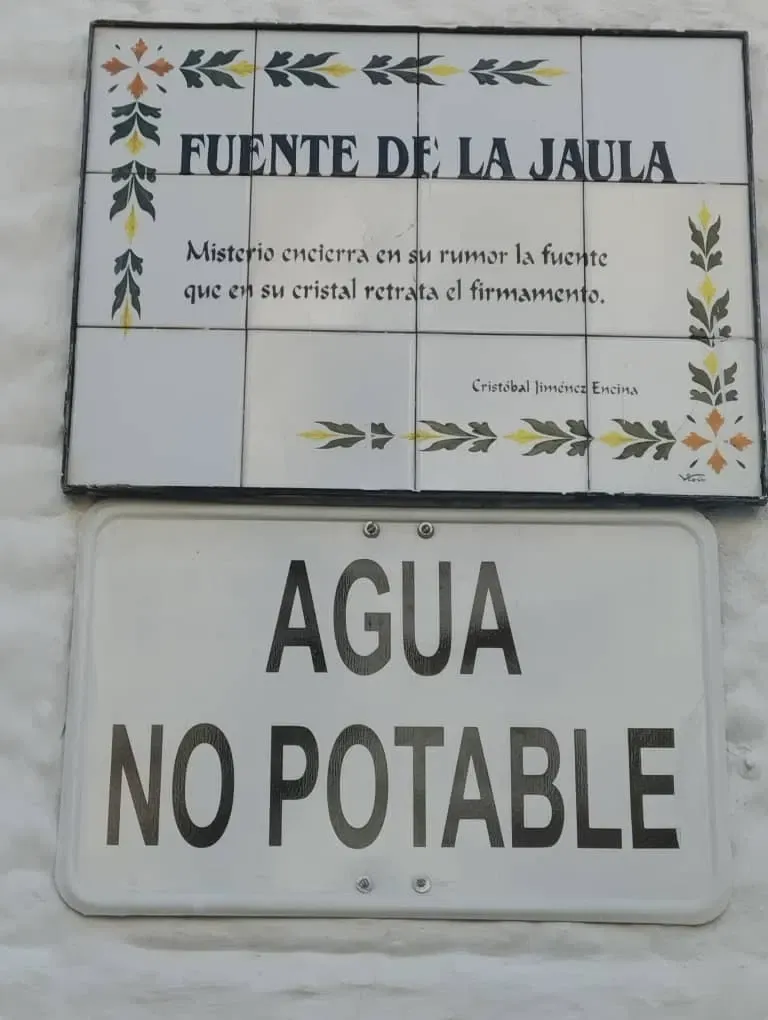 FUENTE DE LA JAULA
Misterio encierra en su rumor la fuente
que en su cristal retrata el firmamento.
Cristóbal Jiménez Encina
AGUA
NO POTABLE